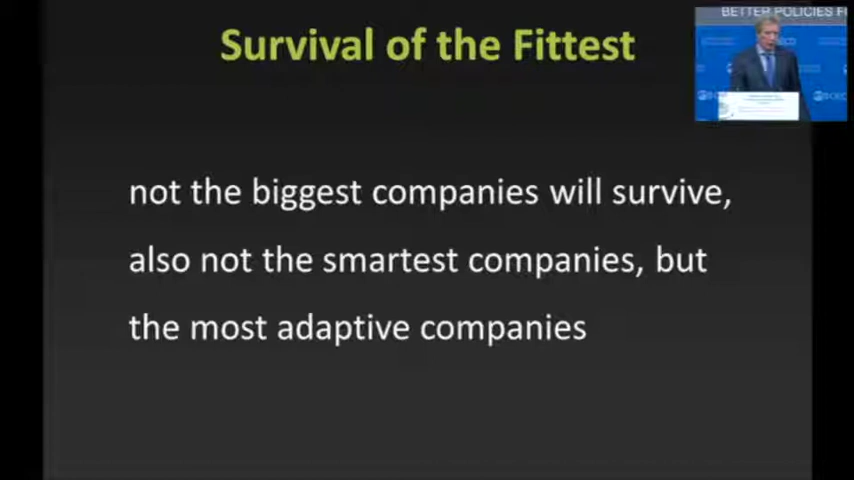 Survival of the Fittest
BETTER POLICIES F
not the biggest companies will survive,
also not the smartest companies, but
the most adaptive companies